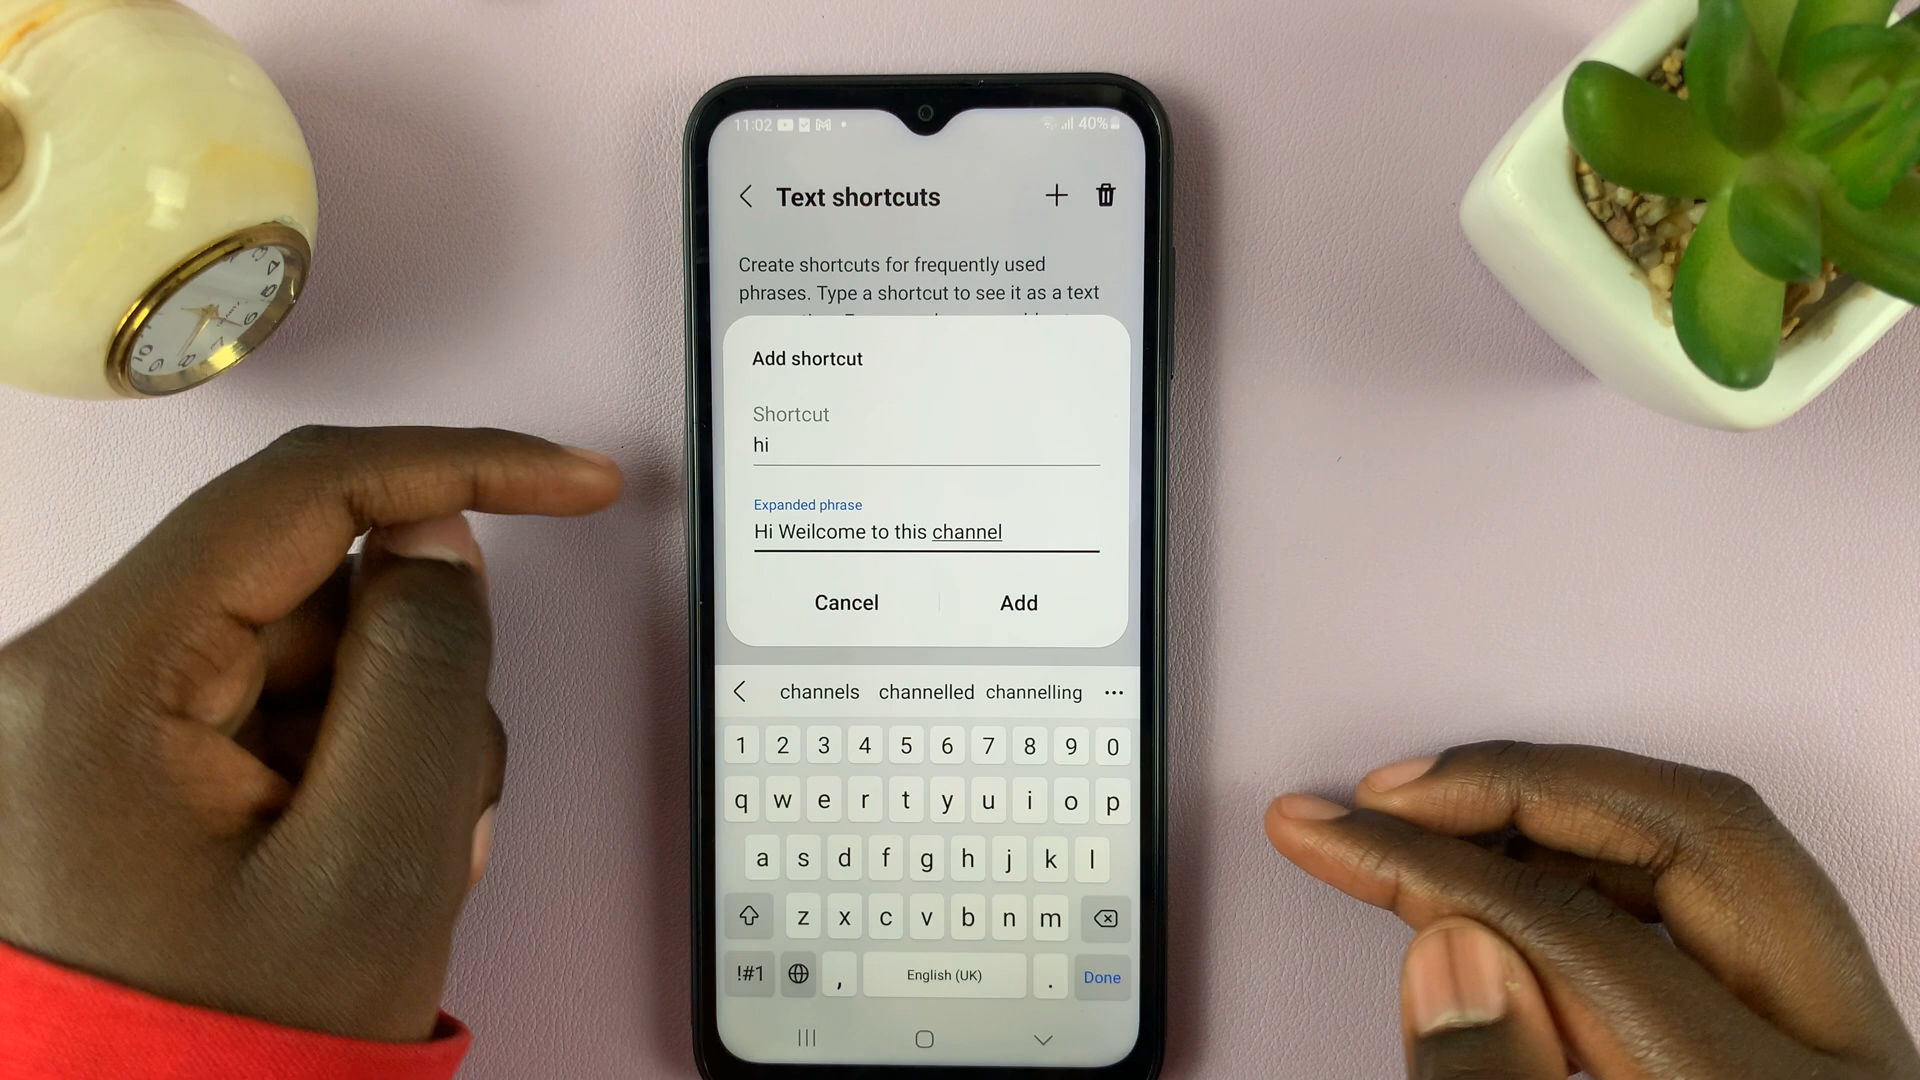 11:02 40%
Text shortcuts
Create shortcuts for frequently used
phrases. Type a shortcut to see it as a text
Add shortcut
Shortcut
hi
Expanded phrase
Hi Weilcome to this channel
Cancel Add
channels channelled channelling
1 2 3 4 5 6 7 8 9 0
q w e r t y u i o p
a s d f g h j k l
z x c v b n m
!#1 , English (UK) . Done